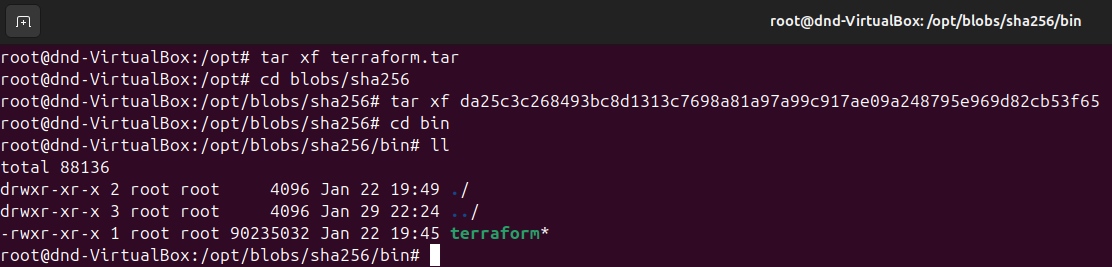 root@dnd-VirtualBox: /opt/blobs/sha256/bin
root@dnd-VirtualBox:/opt# tar xf terraform.tar
root@dnd-VirtualBox:/opt# cd blobs/sha256
root@dnd-VirtualBox:/opt/blobs/sha256# tar xf da25c3c268493bc8d1313c7698a81a97a99c917ae09a248795e969d82cb53f65
root@dnd-VirtualBox:/opt/blobs/sha256# cd bin
root@dnd-VirtualBox:/opt/blobs/sha256/bin# ll
total 88136
drwxr-xr-x 2 root root     4096 Jan 22 19:49 ./
drwxr-xr-x 3 root root     4096 Jan 29 22:24 ../
-rwxr-xr-x 1 root root 90235032 Jan 22 19:45 terraform*
root@dnd-VirtualBox:/opt/blobs/sha256/bin#